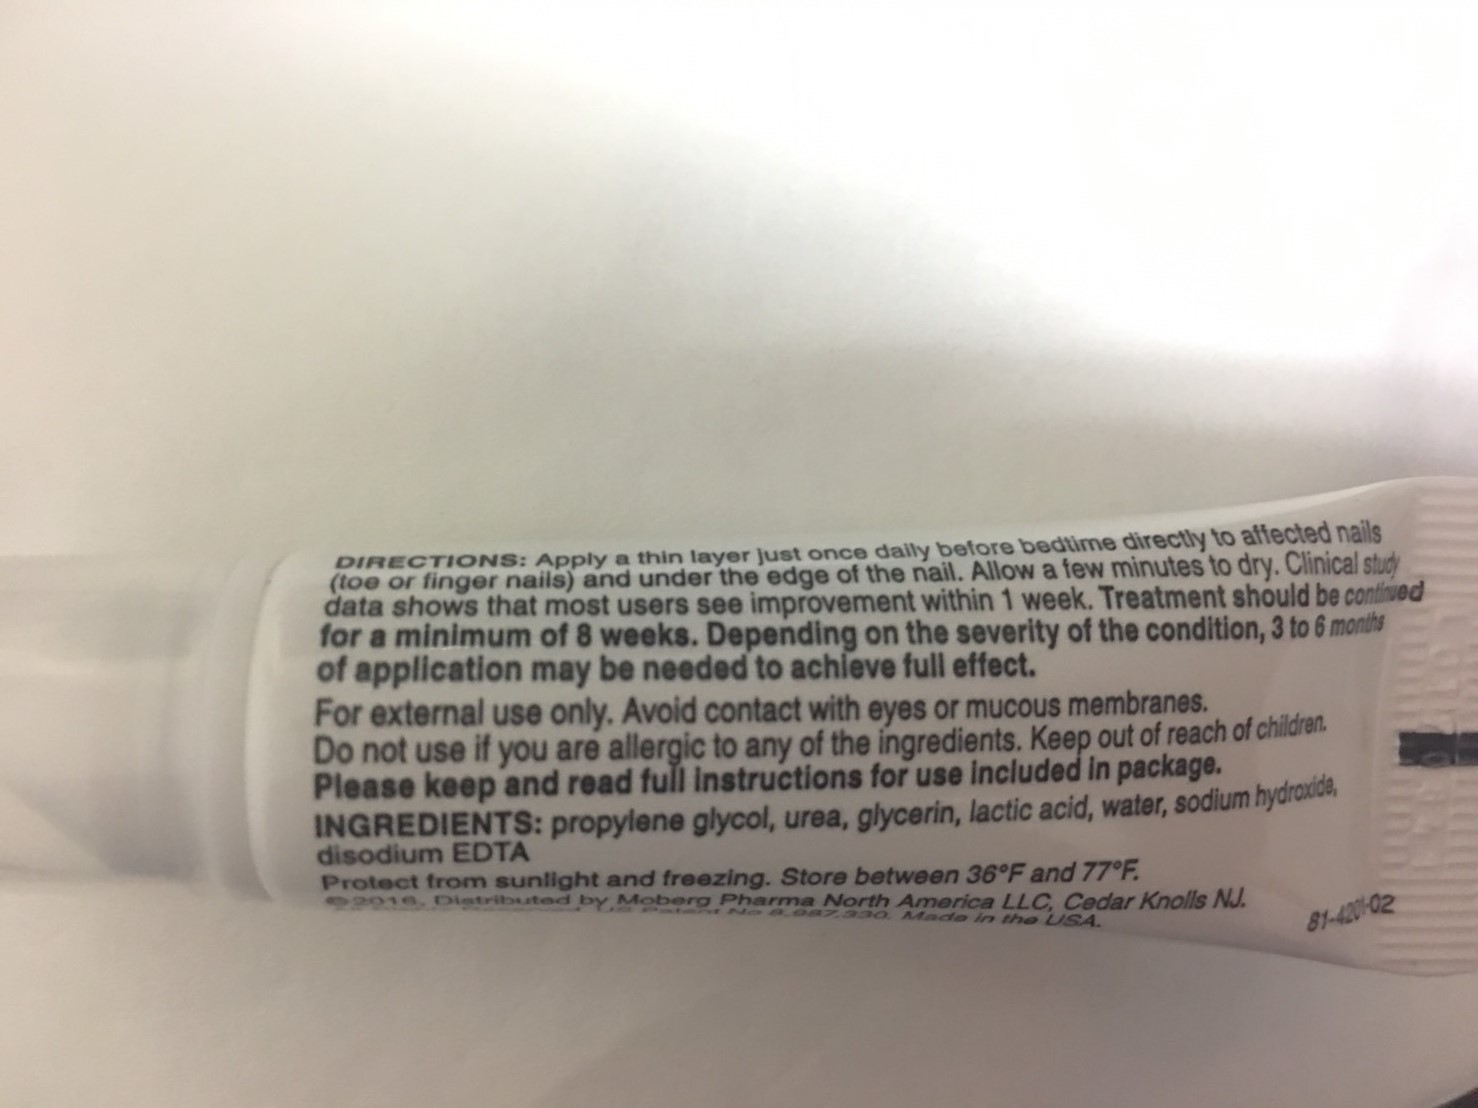 DIRECTIONS: Apply a thin layer just once daily before bedtime directly to affected nails
(toe or finger nails) and under the edge of the nail. Allow a few minutes to dry. Clinical study
data shows that most users see improvement within 1 week. Treatment should be continued
for a minimum of 8 weeks. Depending on the severity of the condition, 3 to 6 months
of application may be needed to achieve full effect.
For external use only. Avoid contact with eyes or mucous membranes.
Do not use if you are allergic to any of the ingredients. Keep out of reach of children.
Please keep and read full instructions for use included in package.
INGREDIENTS: propylene glycol, urea, glycerin, lactic acid, water, sodium hydroxide,
disodium EDTA
Protect from sunlight and freezing. Store between 36°F and 77°F.
©2016, Distributed by Moberg Pharma North America LLC, Cedar Knolls NJ.
US Patent No 8,987,330. Made in the USA.
81-4201-02